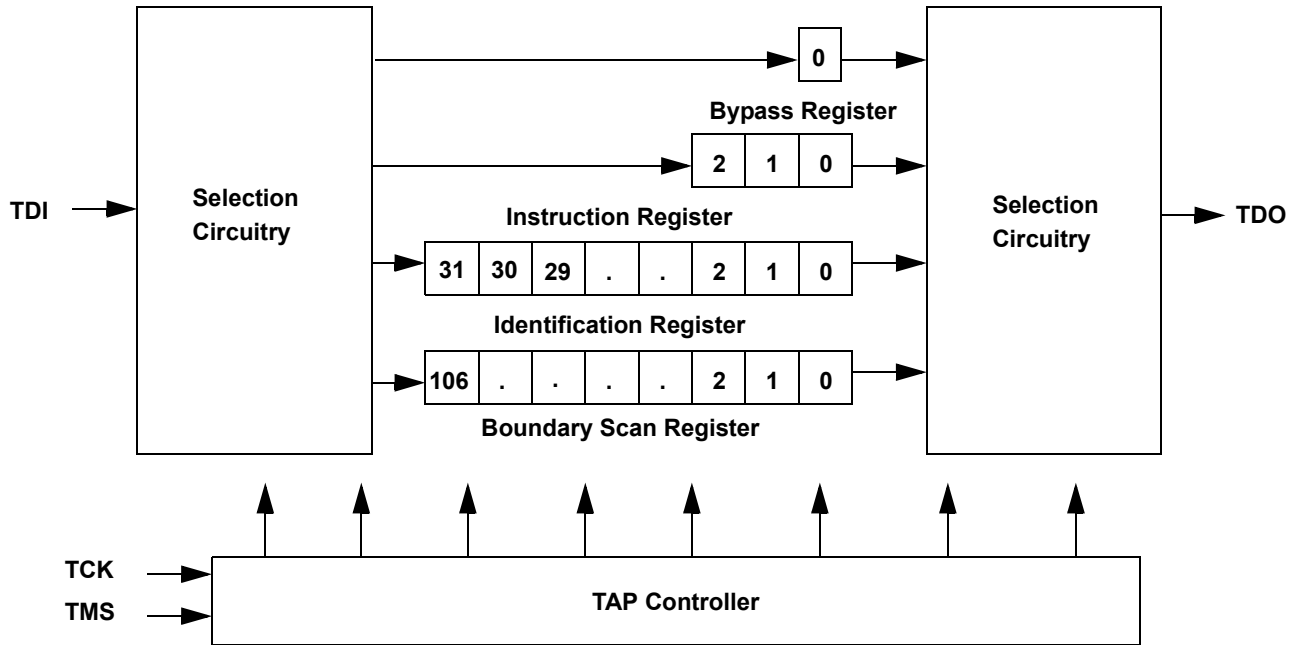 0
Bypass Register
2 1 0
TDI
Selection
Circuitry
Instruction Register
31 30 29 . . 2 1 0
Identification Register
106 . . . . 2 1 0
Boundary Scan Register
Selection
Circuitry
TDO
TCK
TMS
TAP Controller